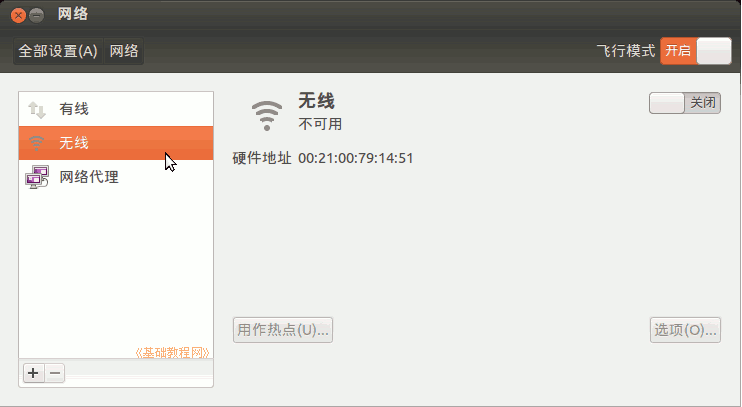 网络
全部设置(A) 网络 飞行模式 开启
有线
无线
网络代理
无线 关闭
不可用
硬件地址 00:21:00:79:14:51
用作热点(U)... 选项(O)...
《基础教程网》